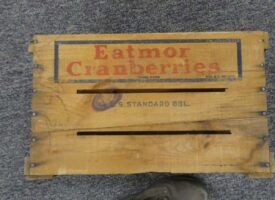 Eatmor
Cranberries
U.S. STANDARD BBL.